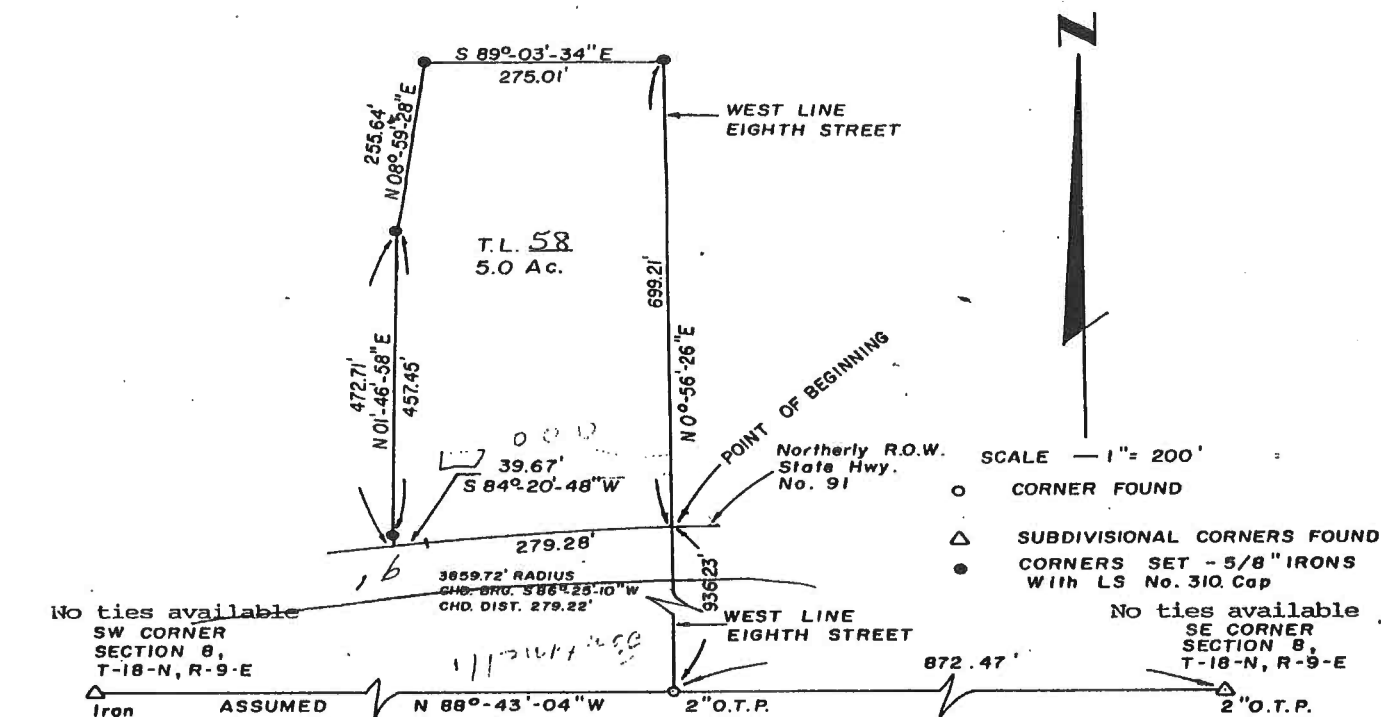 S 89°-03'-34" E
275.01'
WEST LINE
EIGHTH STREET
255.64'
N 08°-59'-28" E
T.L. 58
5.0 Ac.
699.21'
N 0°-56'-26" E
472.71'
N 01'-46'-58" E
457.45'
POINT OF BEGINNING
Northerly R.O.W.
State Hwy.
No. 91
39.67'
S 84°-20'-48" W
279.28'
3859.72' RADIUS
CHD. BRG. S 86°-25'-10" W
CHD. DIST. 279.22'
936.23'
WEST LINE
EIGHTH STREET
N
SCALE — 1" = 200'
CORNER FOUND
SUBDIVISIONAL CORNERS FOUND
CORNERS SET - 5/8" IRONS
With LS No. 310. Cap
No ties available
SW CORNER
SECTION 8,
T-18-N, R-9-E
No ties available
SE CORNER
SECTION 8,
T-18-N, R-9-E
872.47'
Iron
ASSUMED
N 88°-43'-04" W
2" O.T.P.
2" O.T.P.